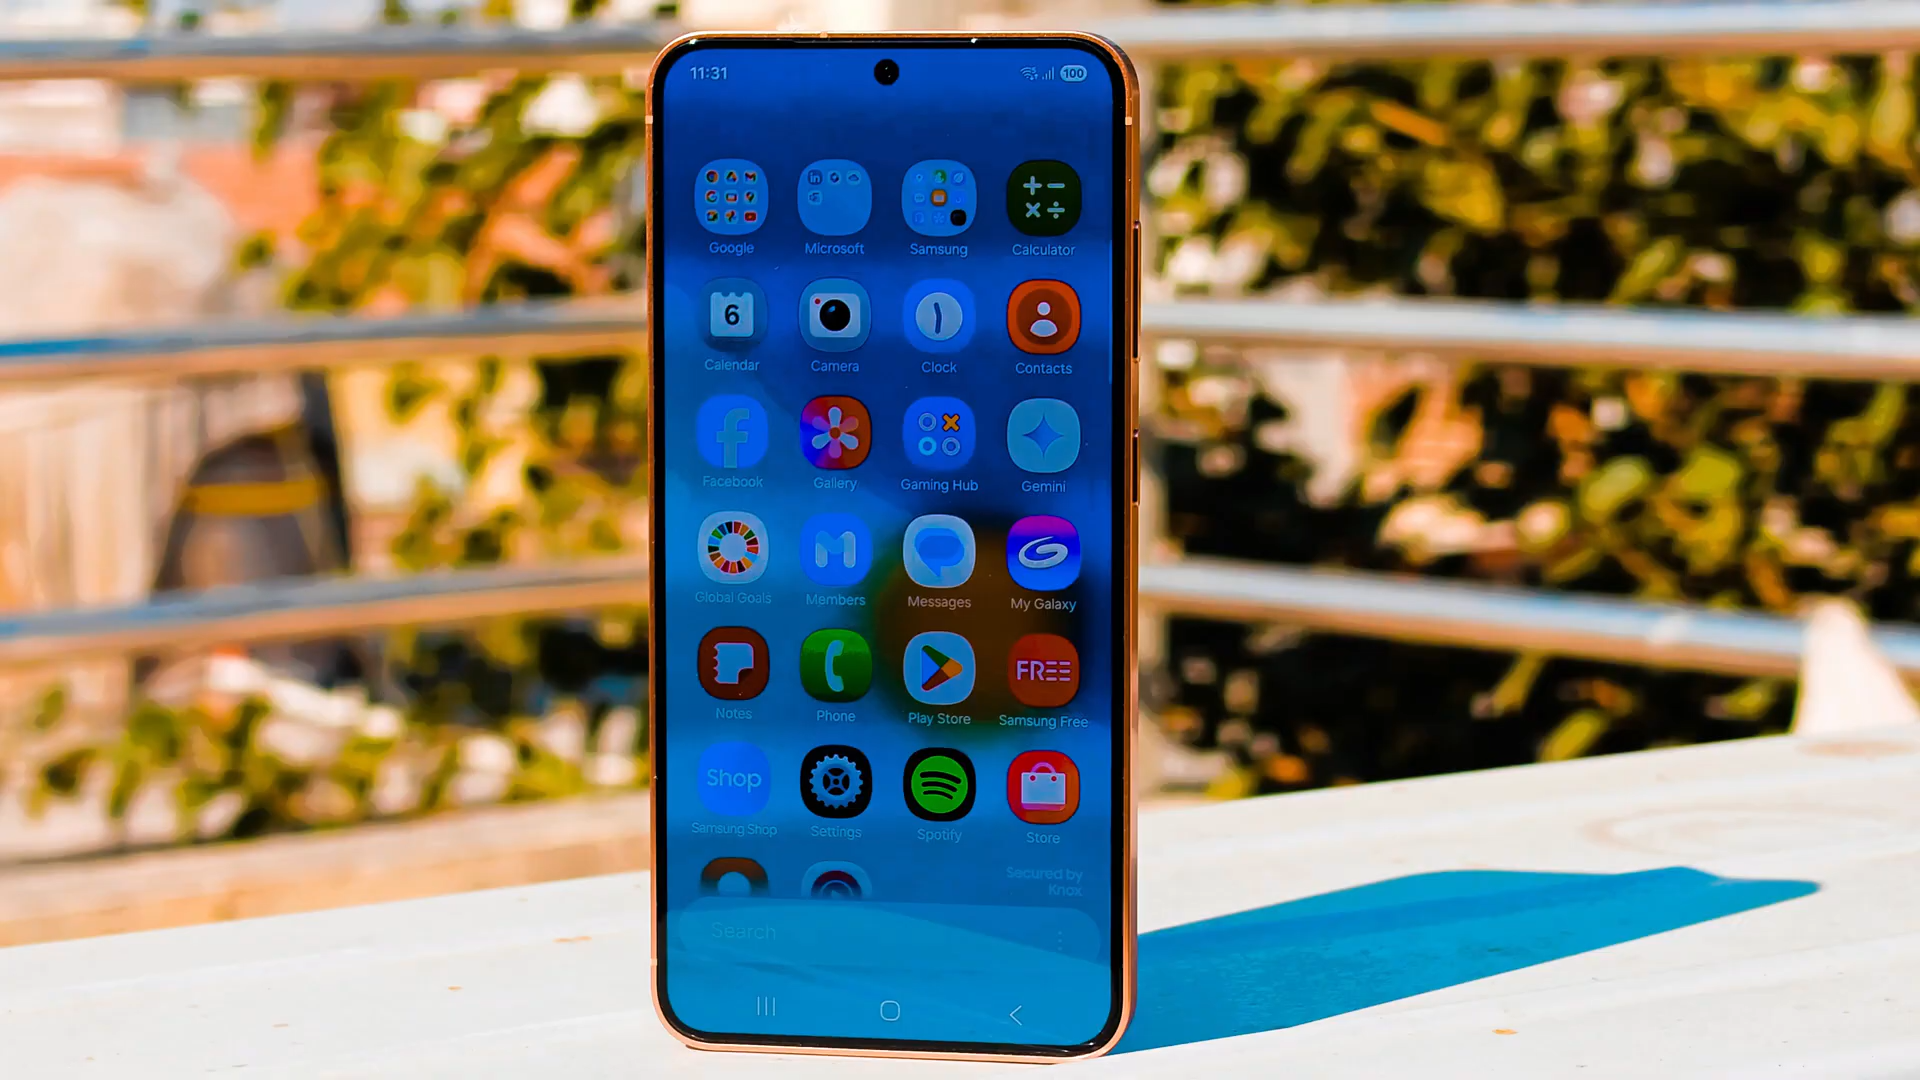 11:31
100
Google
Microsoft
Samsung
Calculator
6
Calendar
Camera
Clock
Contacts
Facebook
Gallery
Gaming Hub
Gemini
Global Goals
Members
Messages
My Galaxy
FREE
Notes
Phone
Play Store
Samsung Free
Shop
Samsung Shop
Settings
Spotify
Store
Secured by
Knox
Search